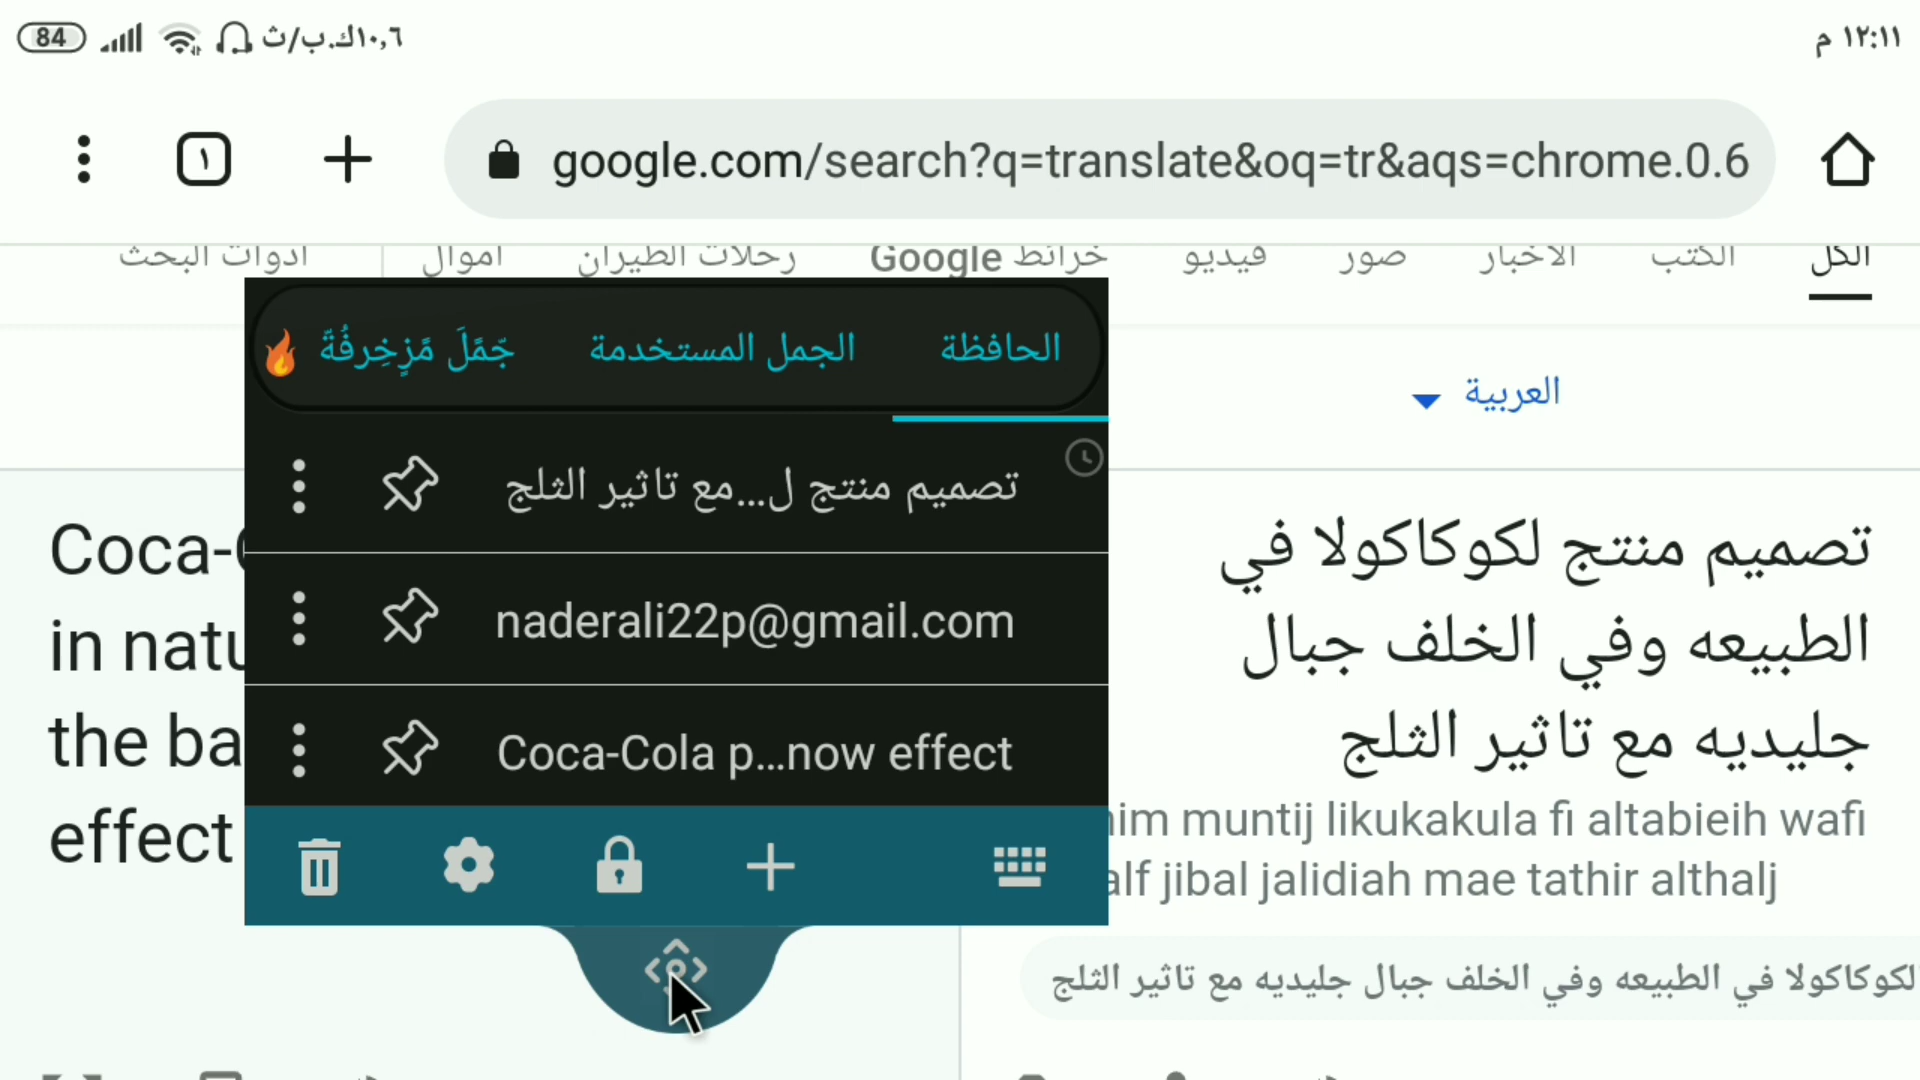 84
١٠,٦ك.ب/ث
١٢:١١ م
١
google.com/search?q=translate&oq=tr&aqs=chrome.0.6
الكل
الكتب
الأخبار
صور
فيديو
خرائط Google
رحلات الطيران
أموال
أدوات البحث
الحافظة
الجمل المستخدمة
جّمًلَ مًزٍخِرفُةّ 🔥
العربية
تصميم منتج ل...مع تاثير الثلج
naderali22p@gmail.com
Coca-Cola p...now effect
Coca-
in natu
the ba
effect
تصميم منتج لكوكاكولا في
الطبيعه وفي الخلف جبال
جليديه مع تاثير الثلج
im muntij likukakula fi altabieih wafi
alf jibal jalidiah mae tathir althalj
لكوكاكولا في الطبيعه وفي الخلف جبال جليديه مع تاثير الثلج